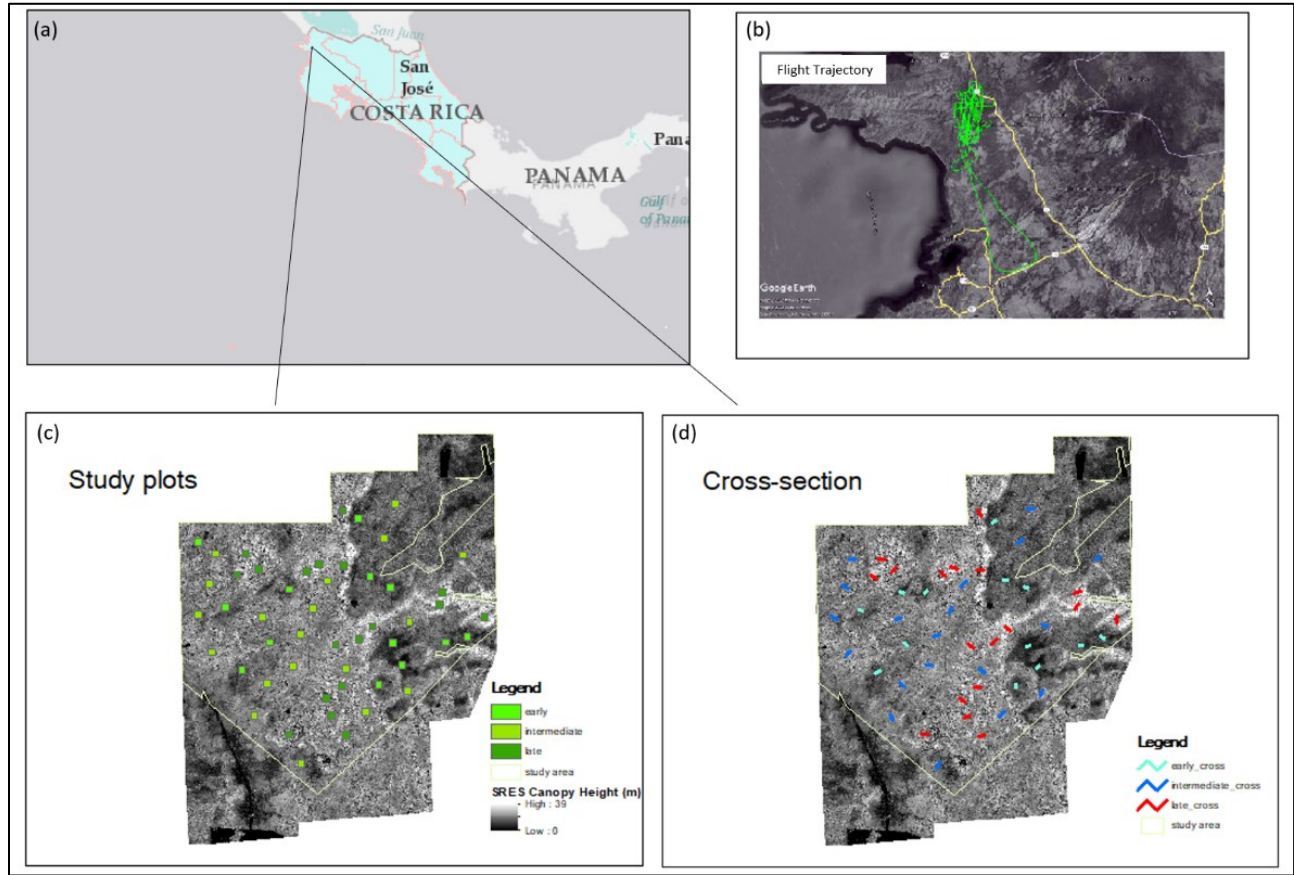 (a)
San Juan
San
José
COSTA RICA
PANAMA
PANAMA
Pana
Gulf
of Panam
(b)
Flight Trajectory
Google Earth
(c)
Study plots
Legend
early
intermediate
late
study area
SRES Canopy Height (m)
High : 39
Low : 0
(d)
Cross-section
Legend
early_cross
intermediate_cross
late_cross
study area